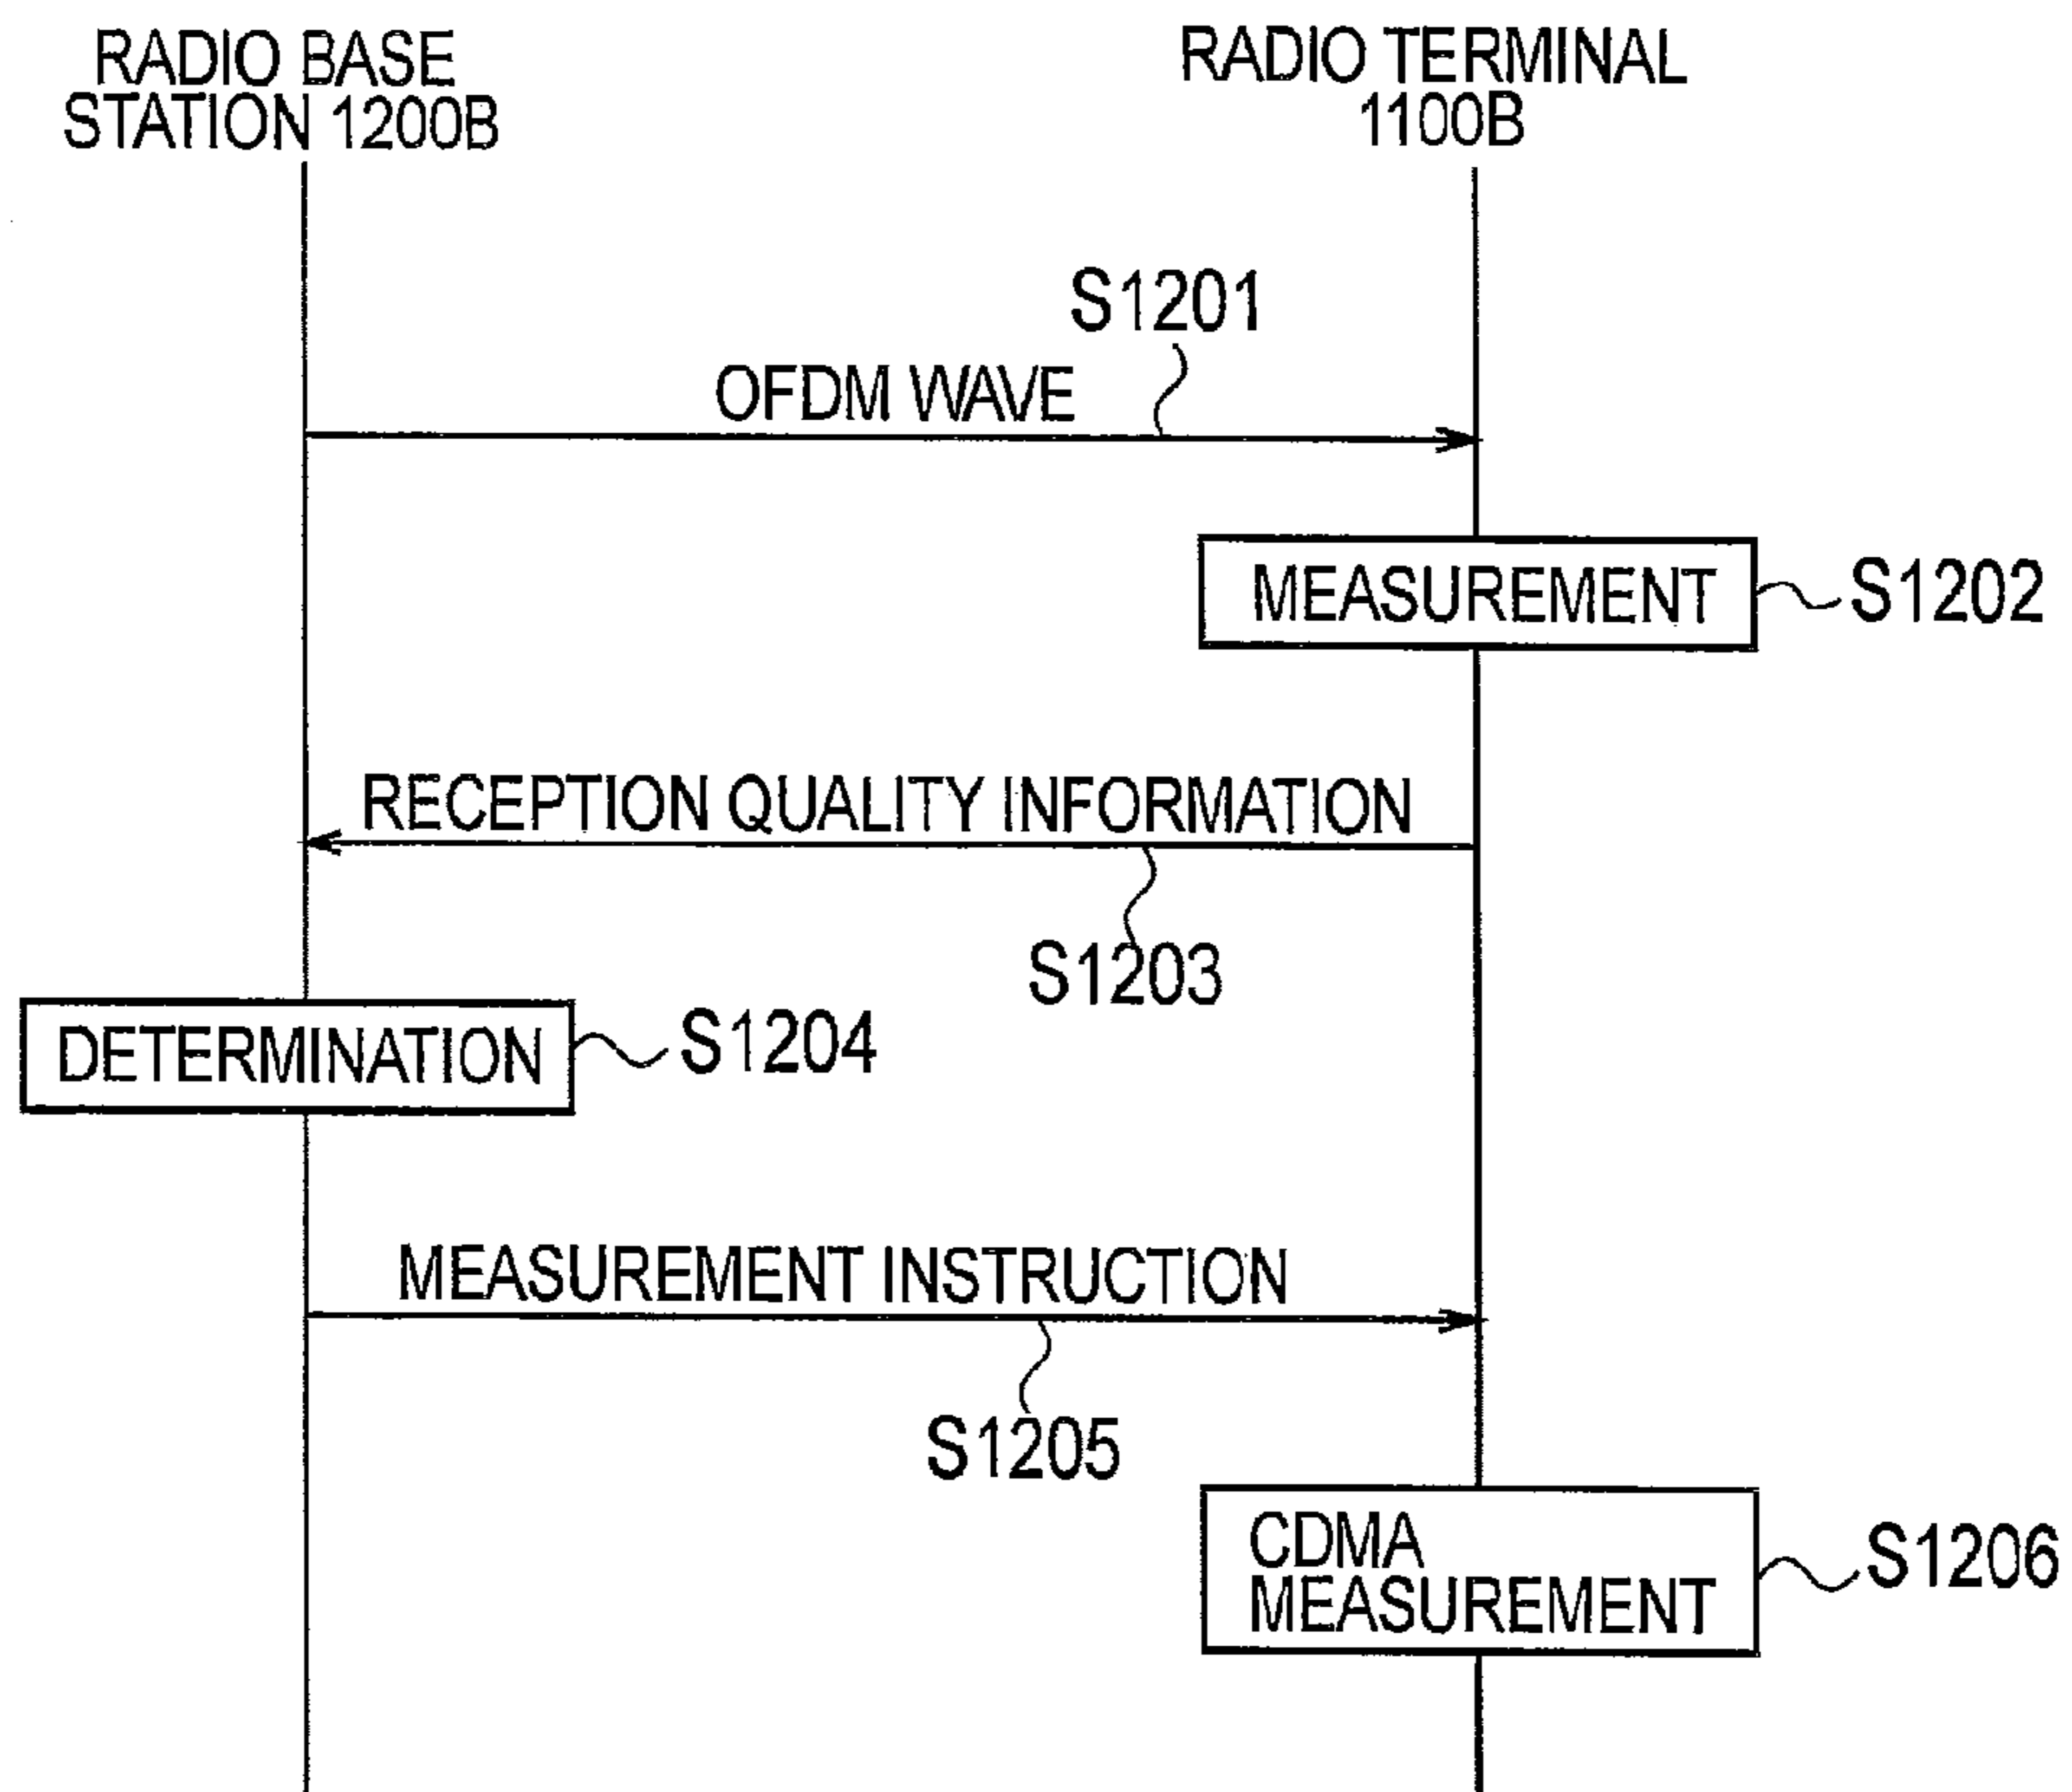 RADIO BASE
STATION 1200B
RADIO TERMINAL
1100B
S1201
OFDM WAVE
MEASUREMENT
S1202
RECEPTION QUALITY INFORMATION
S1203
DETERMINATION
S1204
MEASUREMENT INSTRUCTION
S1205
CDMA
MEASUREMENT
S1206